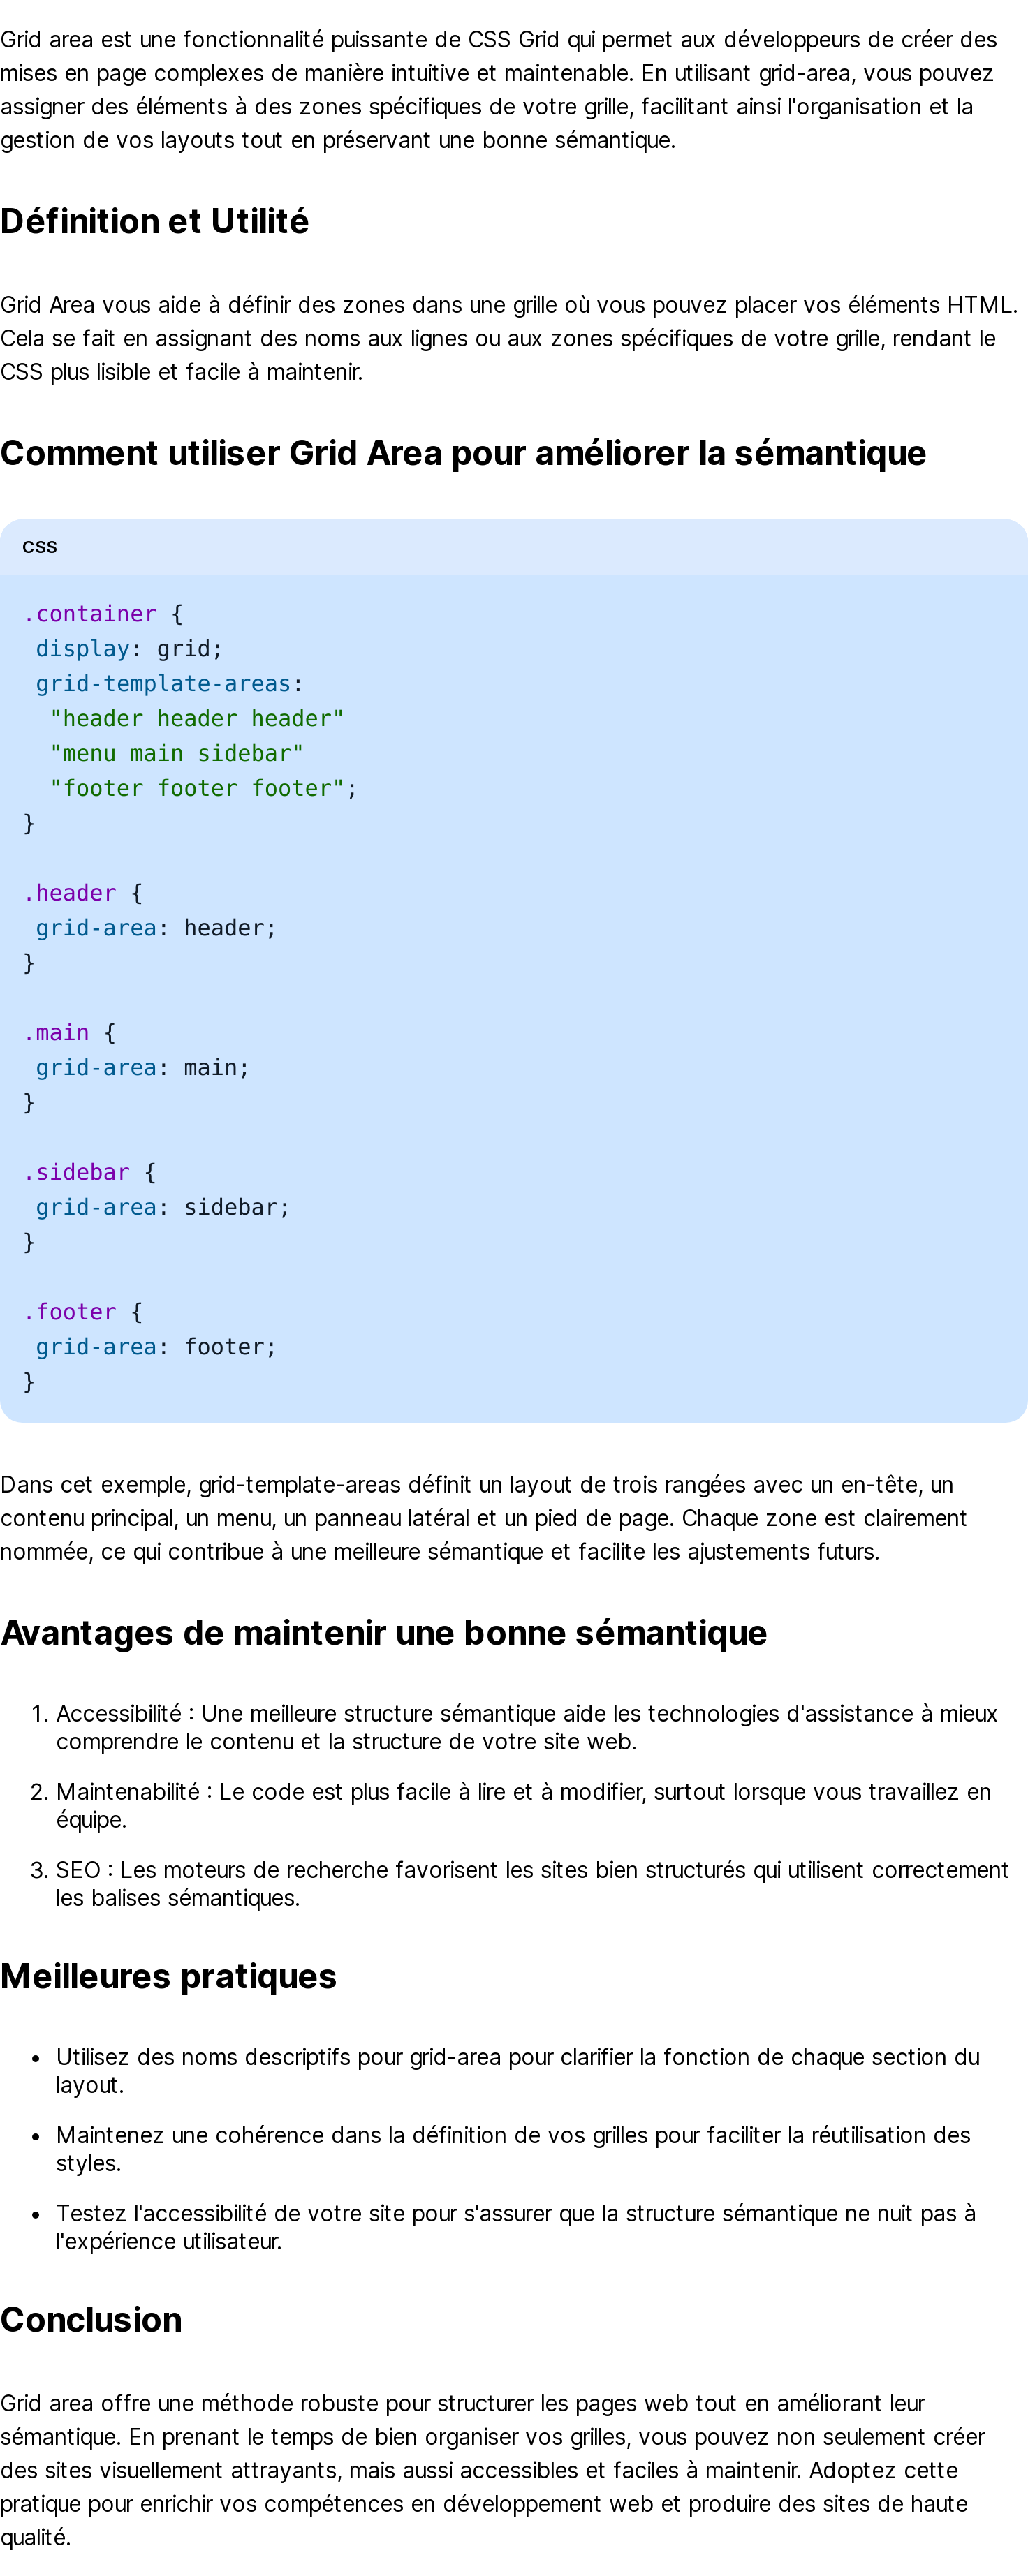 Grid area est une fonctionnalité puissante de CSS Grid qui permet aux développeurs de créer des
mises en page complexes de manière intuitive et maintenable. En utilisant grid-area, vous pouvez
assigner des éléments à des zones spécifiques de votre grille, facilitant ainsi l'organisation et la
gestion de vos layouts tout en préservant une bonne sémantique.
Définition et Utilité
Grid Area vous aide à définir des zones dans une grille où vous pouvez placer vos éléments HTML.
Cela se fait en assignant des noms aux lignes ou aux zones spécifiques de votre grille, rendant le
CSS plus lisible et facile à maintenir.
Comment utiliser Grid Area pour améliorer la sémantique
css
.container {
 display: grid;
 grid-template-areas:
  "header header header"
  "menu main sidebar"
  "footer footer footer";
}
.header {
 grid-area: header;
}
.main {
 grid-area: main;
}
.sidebar {
 grid-area: sidebar;
}
.footer {
 grid-area: footer;
}
Dans cet exemple, grid-template-areas définit un layout de trois rangées avec un en-tête, un
contenu principal, un menu, un panneau latéral et un pied de page. Chaque zone est clairement
nommée, ce qui contribue à une meilleure sémantique et facilite les ajustements futurs.
Avantages de maintenir une bonne sémantique
1. Accessibilité : Une meilleure structure sémantique aide les technologies d'assistance à mieux
comprendre le contenu et la structure de votre site web.
2. Maintenabilité : Le code est plus facile à lire et à modifier, surtout lorsque vous travaillez en
équipe.
3. SEO : Les moteurs de recherche favorisent les sites bien structurés qui utilisent correctement
les balises sémantiques.
Meilleures pratiques
• Utilisez des noms descriptifs pour grid-area pour clarifier la fonction de chaque section du
layout.
• Maintenez une cohérence dans la définition de vos grilles pour faciliter la réutilisation des
styles.
• Testez l'accessibilité de votre site pour s'assurer que la structure sémantique ne nuit pas à
l'expérience utilisateur.
Conclusion
Grid area offre une méthode robuste pour structurer les pages web tout en améliorant leur
sémantique. En prenant le temps de bien organiser vos grilles, vous pouvez non seulement créer
des sites visuellement attrayants, mais aussi accessibles et faciles à maintenir. Adoptez cette
pratique pour enrichir vos compétences en développement web et produire des sites de haute
qualité.